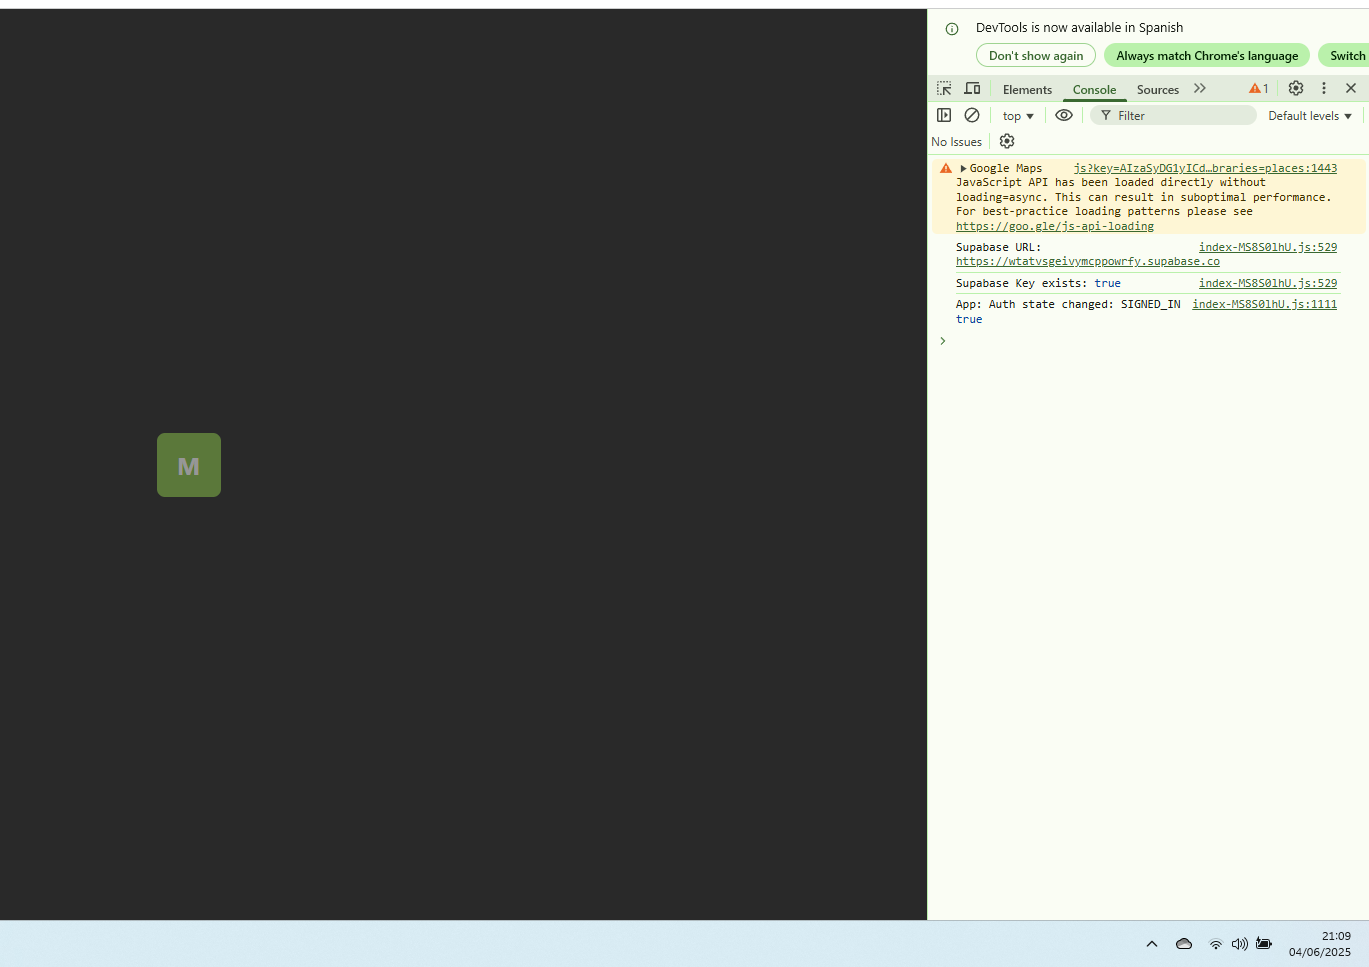 DevTools is now available in Spanish
Don't show again
Always match Chrome's language
Switch
Elements
Console
Sources
1
top
Filter
Default levels
No Issues
Google Maps js?key=AIzaSyDG1yICd…braries=places:1443
JavaScript API has been loaded directly without
loading=async. This can result in suboptimal performance.
For best-practice loading patterns please see
https://goo.gle/js-api-loading
Supabase URL: index-MS8S0lhU.js:529
https://wtatvsgeivymcppowrfy.supabase.co
Supabase Key exists: true index-MS8S0lhU.js:529
App: Auth state changed: SIGNED_IN index-MS8S0lhU.js:1111
true
M
21:09
04/06/2025